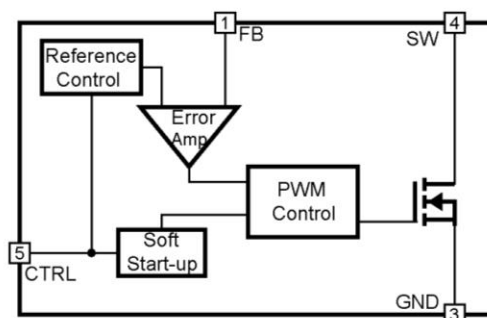 1
FB
4
SW
Reference
Control
Error
Amp
PWM
Control
5
CTRL
Soft
Start-up
GND
3